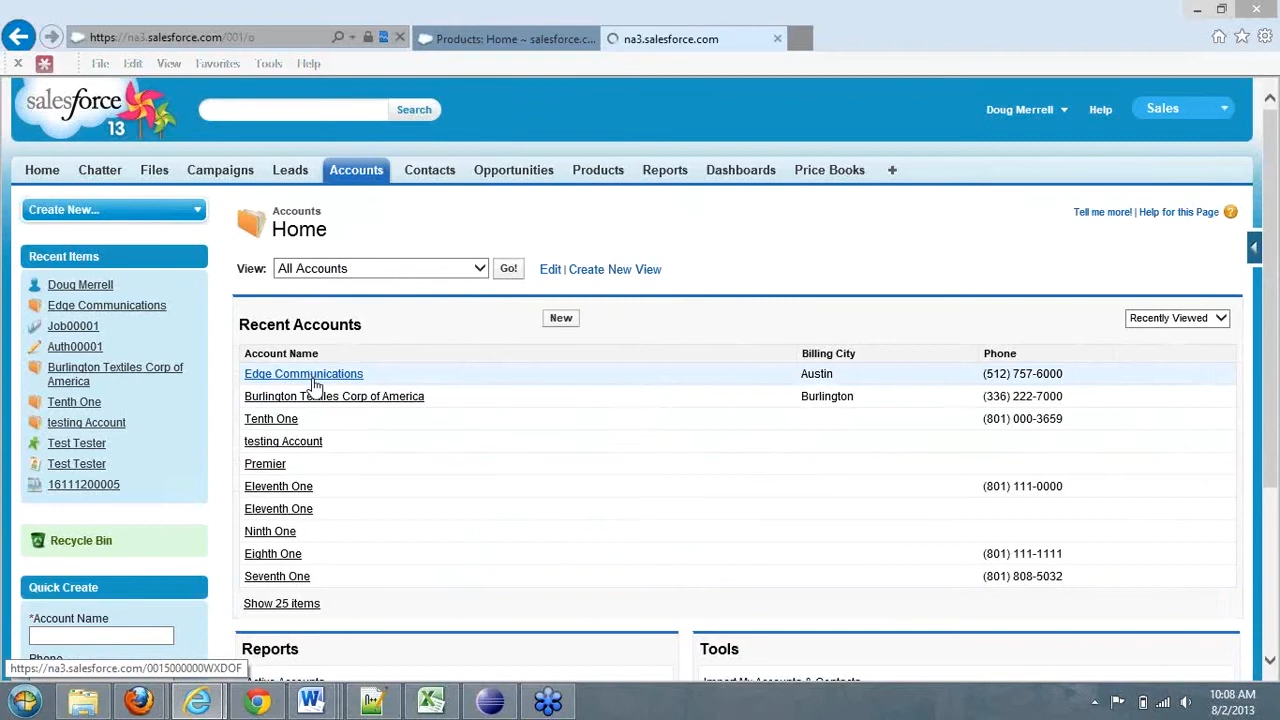 https://na3.salesforce.com/001/o
Products: Home ~ salesforce.c...
na3.salesforce.com
File Edit View Favorites Tools Help
salesforce
13
Search
Doug Merrell
Help
Sales
Home Chatter Files Campaigns Leads Accounts Contacts Opportunities Products Reports Dashboards Price Books +
Create New...
Recent Items
Doug Merrell
Edge Communications
Job00001
Auth00001
Burlington Textiles Corp of
America
Tenth One
testing Account
Test Tester
Test Tester
16111200005
Recycle Bin
Quick Create
*Account Name
Phone
https://na3.salesforce.com/0015000000WXDOF
Accounts
Home
Tell me more! | Help for this Page
View: All Accounts Go! Edit | Create New View
Recent Accounts
New
Recently Viewed
Account Name Billing City Phone
Edge Communications Austin (512) 757-6000
Burlington Textiles Corp of America Burlington (336) 222-7000
Tenth One (801) 000-3659
testing Account
Premier
Eleventh One (801) 111-0000
Eleventh One
Ninth One
Eighth One (801) 111-1111
Seventh One (801) 808-5032
Show 25 items
Reports
Active Accounts
Tools
Import My Accounts & Contacts
10:08 AM
8/2/2013